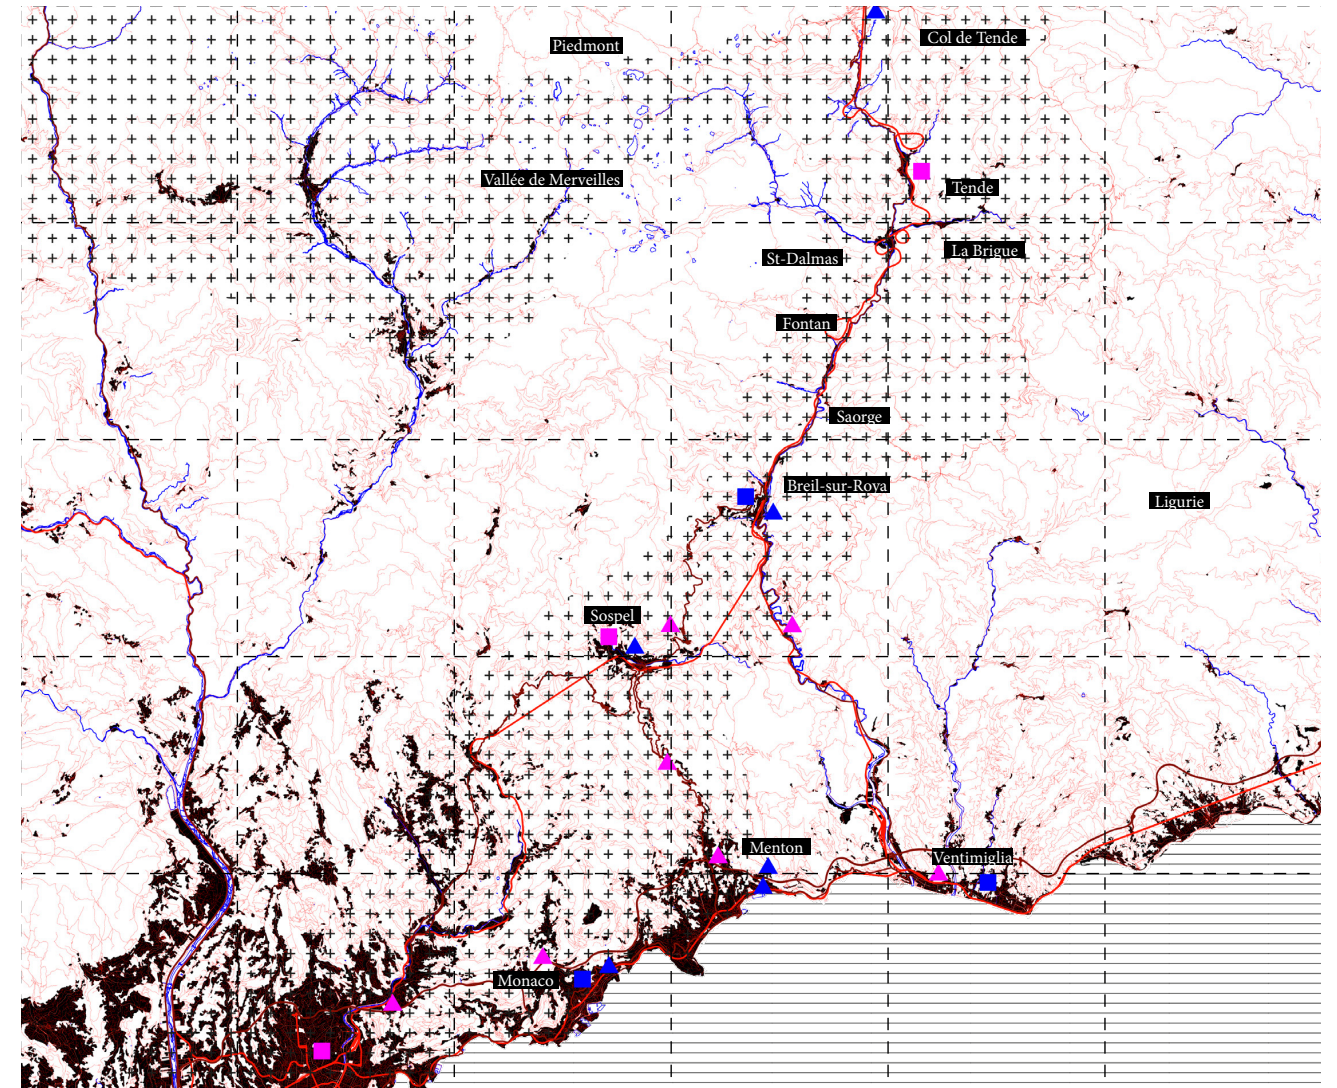 Col de Tende
Piedmont
Vallée de Merveilles
Tende
La Brigue
St-Dalmas
Fontan
Saorge
Breil-sur-Roya
Ligurie
Sospel
Menton
Ventimiglia
Monaco